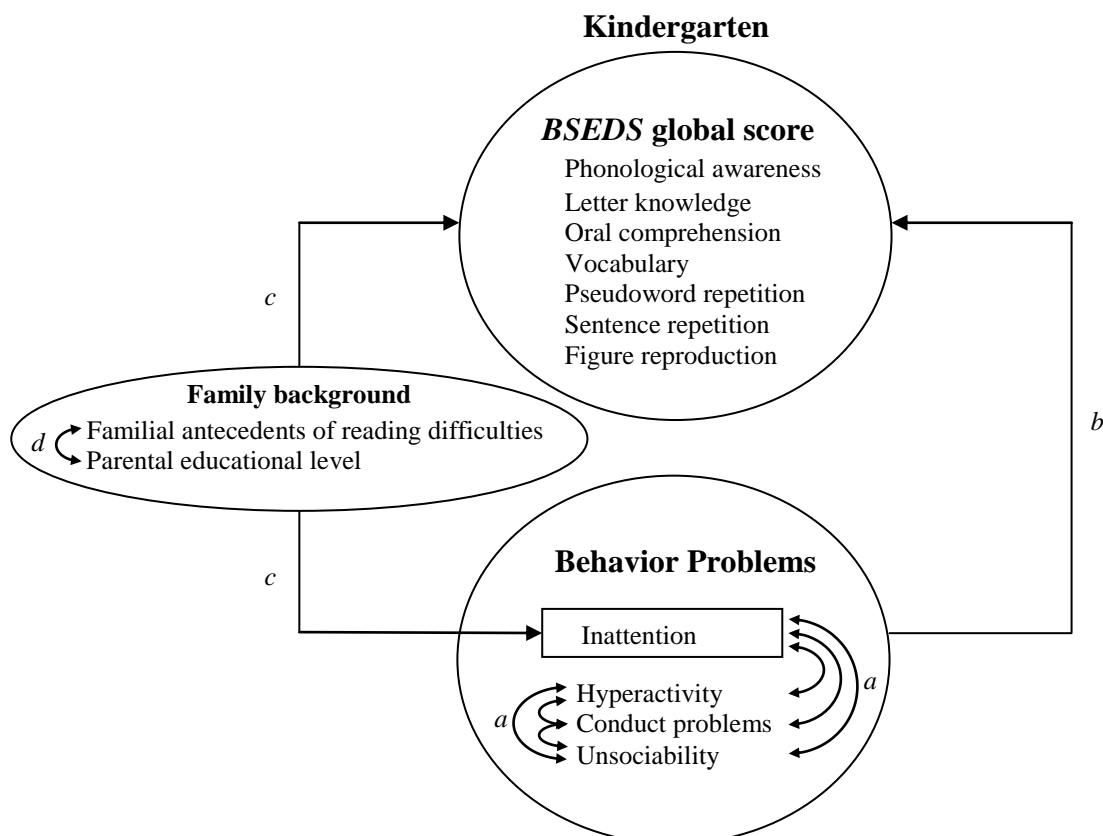 Kindergarten
BSEDS global score
Phonological awareness
Letter knowledge
Oral comprehension
Vocabulary
Pseudoword repetition
Sentence repetition
Figure reproduction
c
Family background
d
Familial antecedents of reading difficulties
Parental educational level
b
c
Behavior Problems
Inattention
a
Hyperactivity
a
Conduct problems
Unsociability